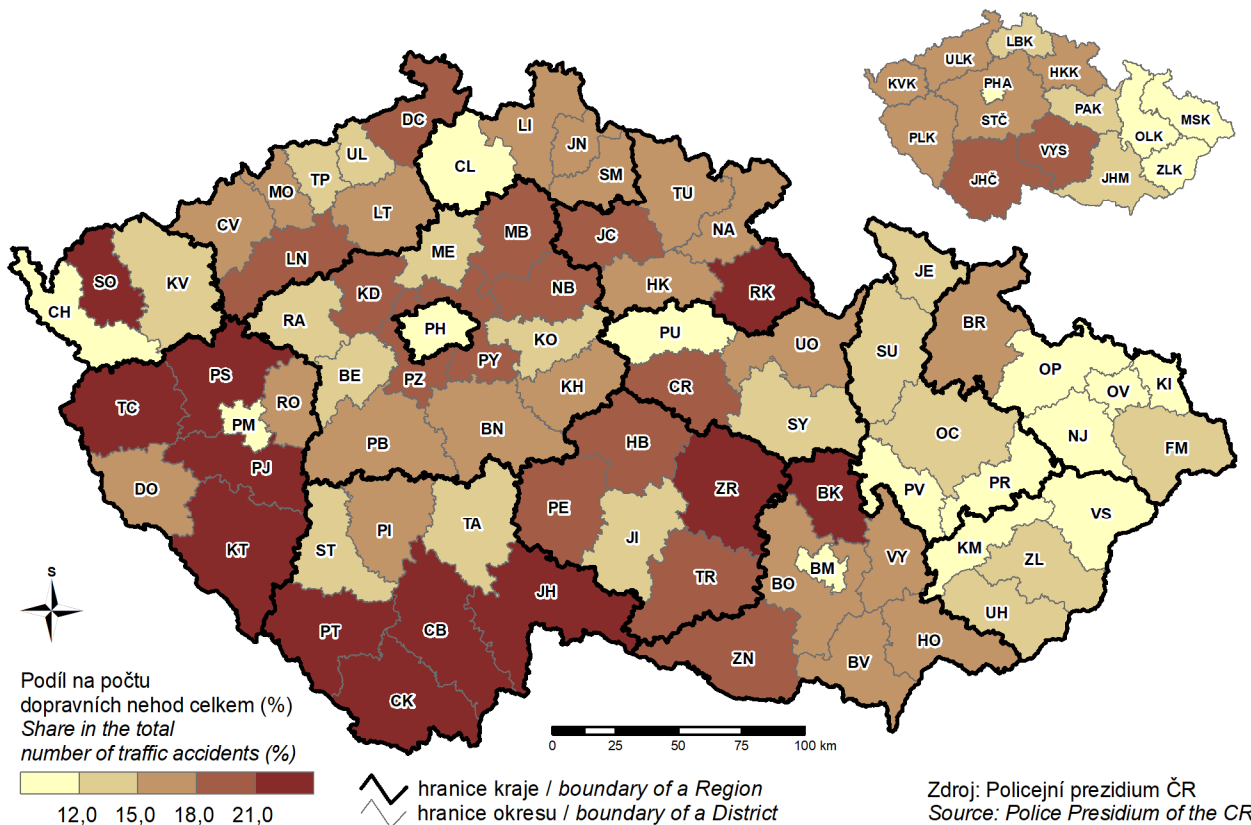 LBK
ULK
HKK
KVK
PHA
PAK
STČ
MSK
PLK
OLK
VYS
ZLK
JHČ
JHM
DC
LI
JN
UL
CL
TP
SM
MO
TU
LT
CV
MB
JC
NA
ME
LN
JE
SO
KV
HK
NB
RK
KD
CH
RA
PH
BR
PU
KO
UO
SU
PY
OP
KI
PS
BE
PZ
OV
KH
CR
RO
TC
PM
BN
SY
OC
NJ
PB
HB
FM
PJ
DO
PR
ZR
BK
PV
VS
PE
TA
PI
JI
KT
ST
KM
VY
ZL
BM
TR
BO
JH
S
UH
PT
CB
HO
ZN
BV
CK
Podíl na počtu
dopravních nehod celkem (%)
Share in the total
number of traffic accidents (%)
12,0 15,0 18,0 21,0
0 25 50 75 100 km
hranice kraje / boundary of a Region
hranice okresu / boundary of a District
Zdroj: Policejní prezidium ČR
Source: Police Presidium of the CR